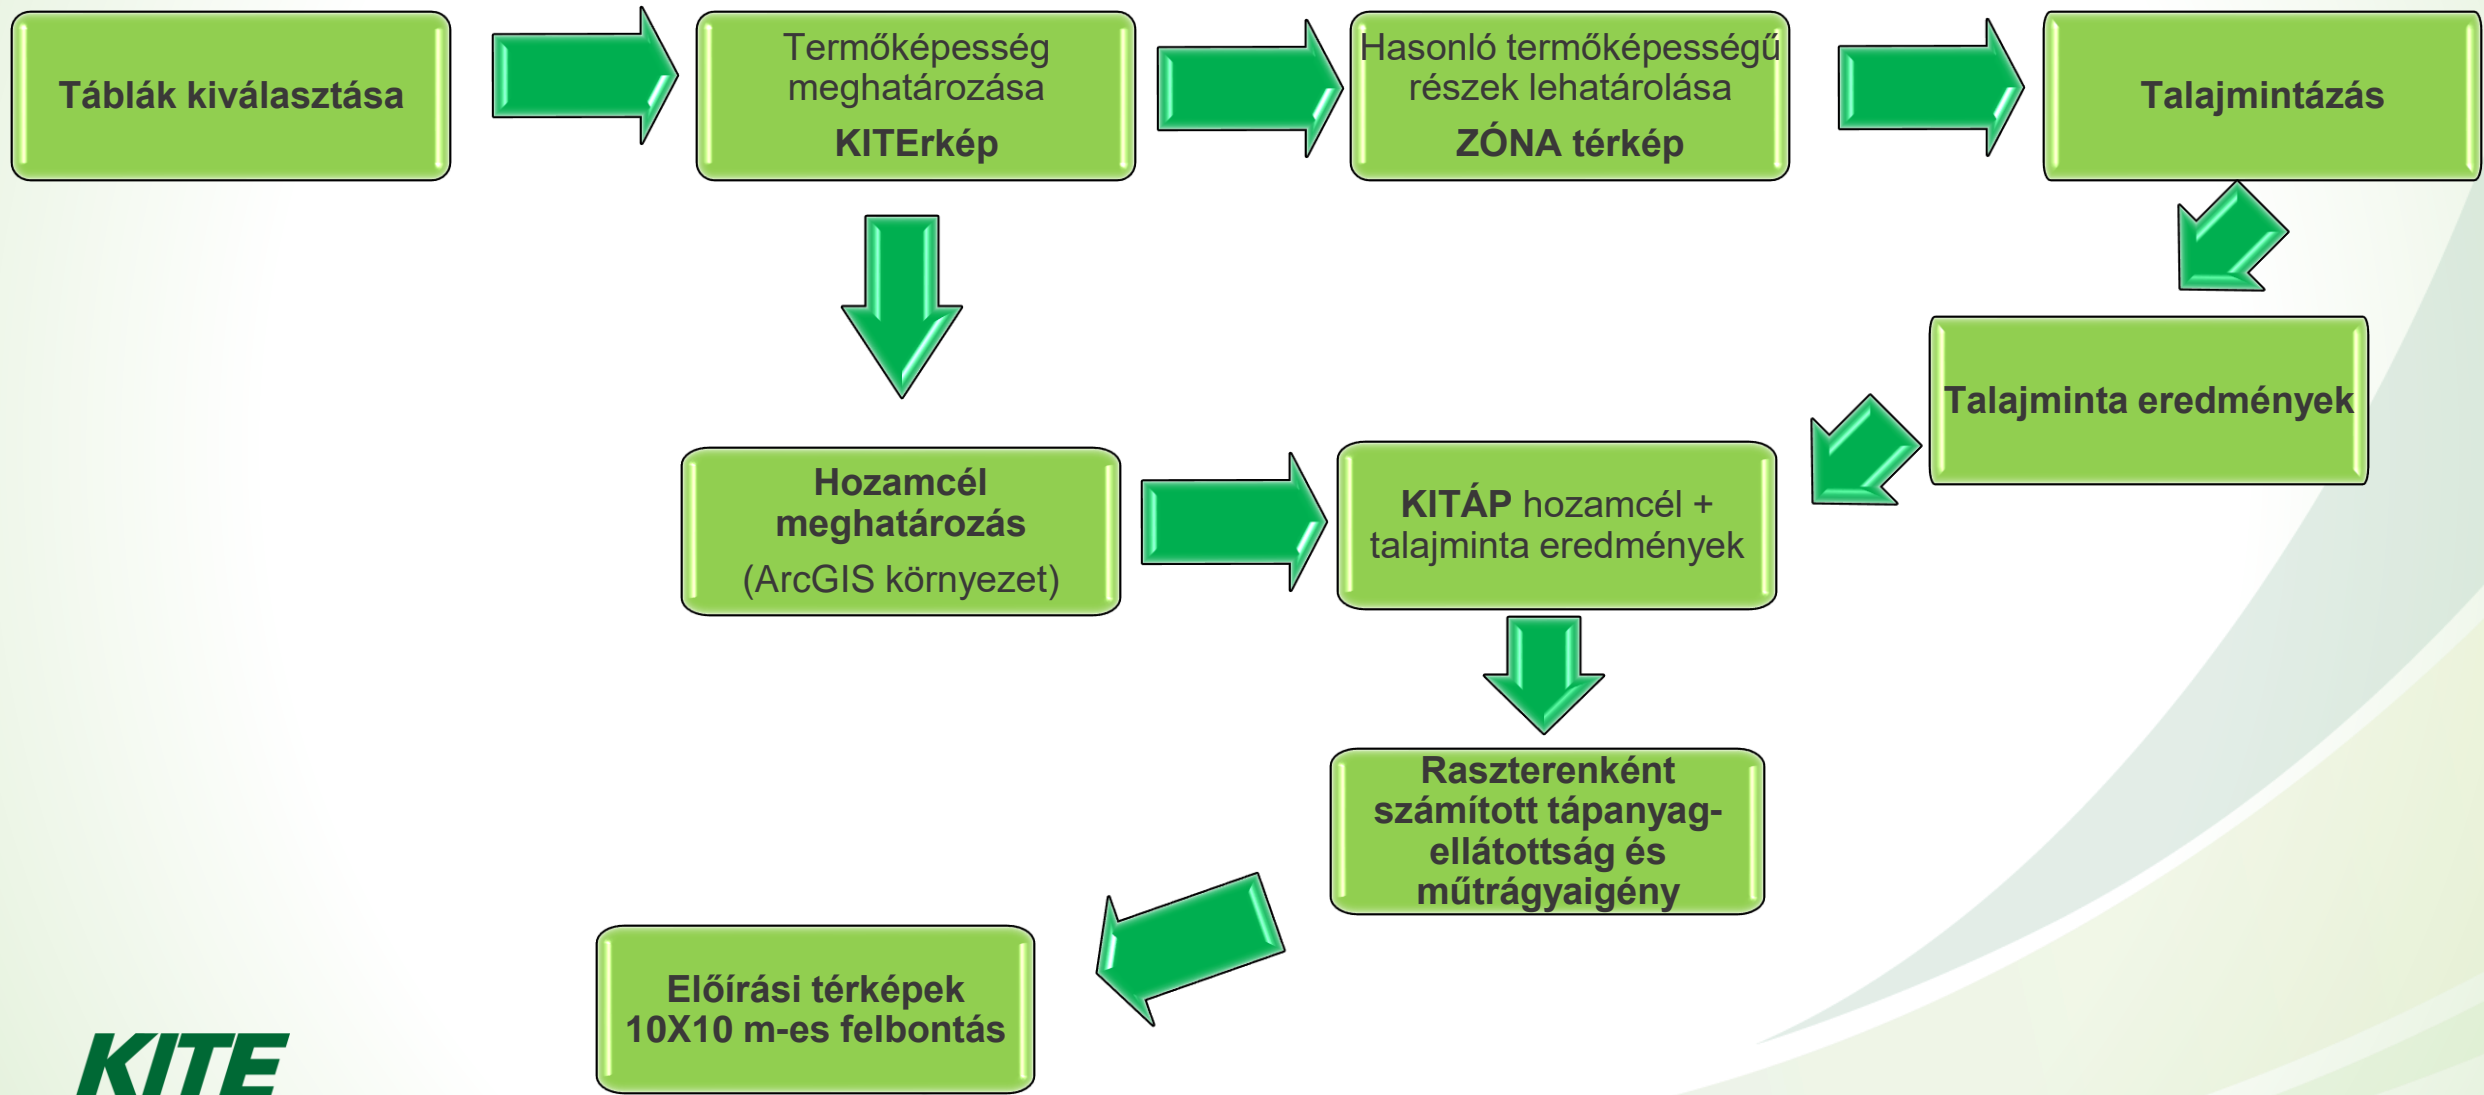 Táblák kiválasztása
Termőképesség
meghatározása
KITErkép
Hasonló termőképességű
részek lehatárolása
ZÓNA térkép
Talajmintázás
Talajminta eredmények
Hozamcél
meghatározás
(ArcGIS környezet)
KITÁP hozamcél +
talajminta eredmények
Raszterenként
számított tápanyag-
ellátottság és
műtrágyaigény
Előírási térképek
10X10 m-es felbontás
KITE